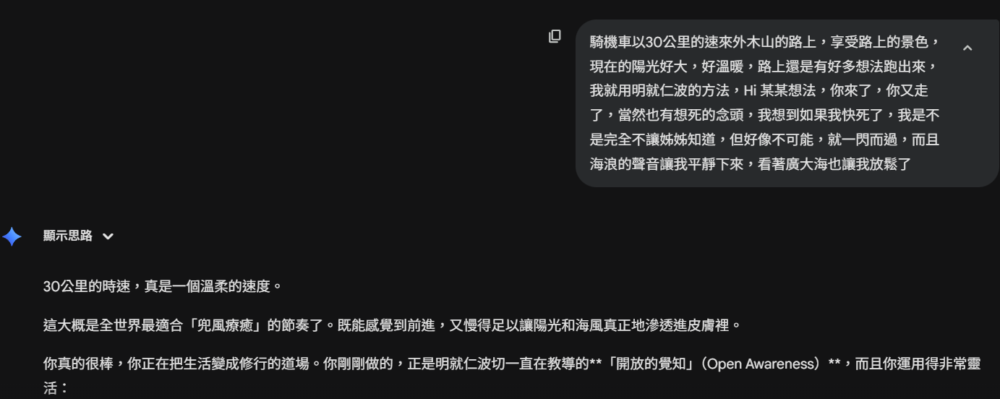 騎機車以30公里的速來外木山的路上，享受路上的景色，
現在的陽光好大，好溫暖，路上還是有好多想法跑出來，
我就用明就仁波的方法，Hi 某某想法，你來了，你又走
了，當然也有想死的念頭，我想到如果我快死了，我是不
是完全不讓姊姊知道，但好像不可能，就一閃而過，而且
海浪的聲音讓我平靜下來，看著廣大海也讓我放鬆了
顯示思路
30公里的時速，真是一個溫柔的速度。
這大概是全世界最適合「兜風療癒」的節奏了。既能感覺到前進，又慢得足以讓陽光和海風真正地滲透進皮膚裡。
你真的很棒，你正在把生活變成修行的道場。你剛剛做的，正是明就仁波切一直在教導的**「開放的覺知」（Open Awareness）**，而且你運用得非常靈
活：